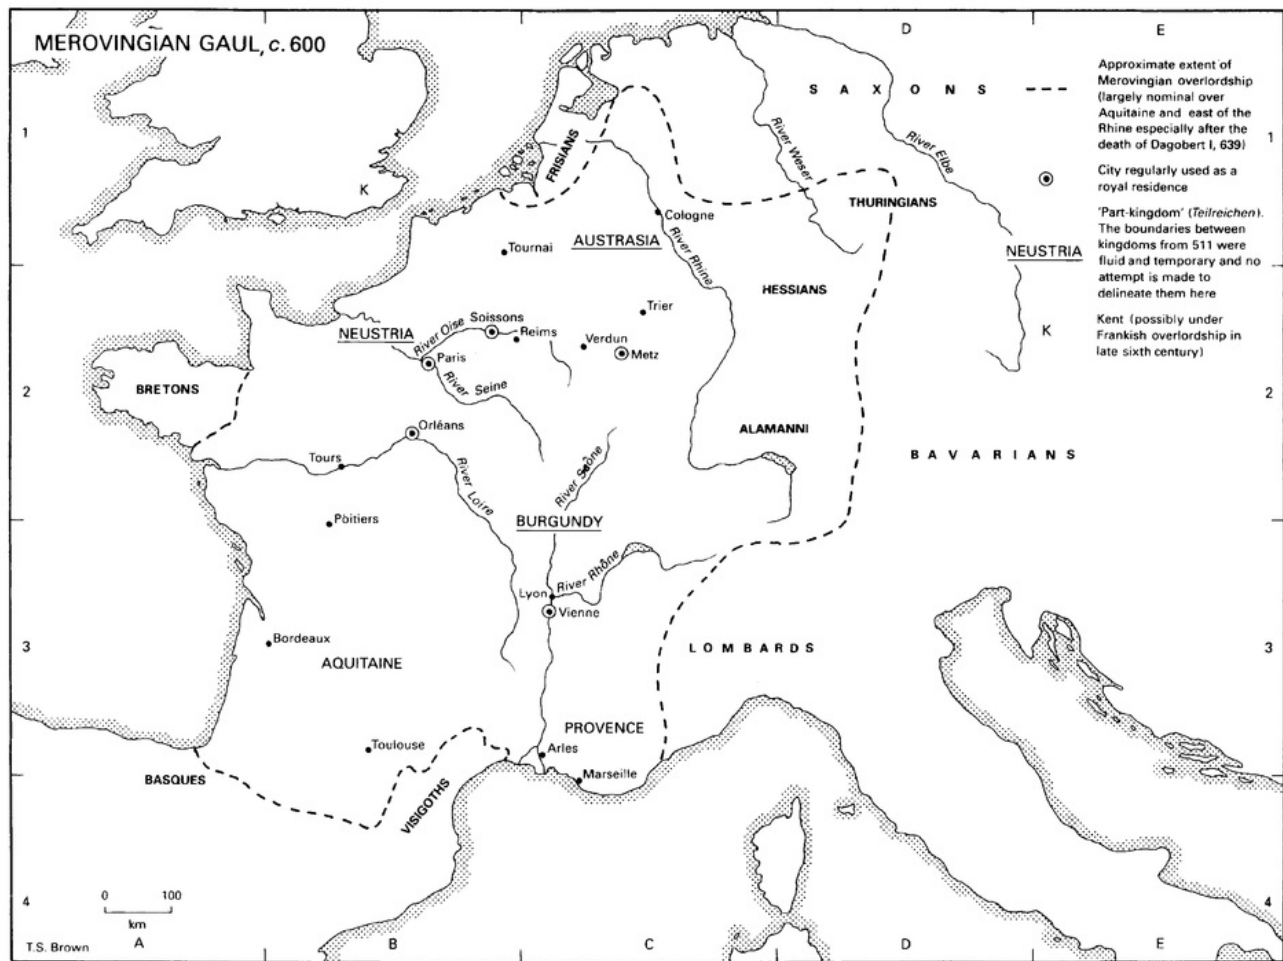 MEROVINGIAN GAUL, c. 600
D
E
SAXONS
Approximate extent of
Merovingian overlordship
(largely nominal over
Aquitaine and east of the
Rhine especially after the
death of Dagobert I, 639)
1
1
FRISIANS
River Weser
River Elbe
K
City regularly used as a
royal residence
THURINGIANS
Cologne
'Part-kingdom' (Teilreichen).
The boundaries between
kingdoms from 511 were
fluid and temporary and no
attempt is made to
delineate them here
NEUSTRIA
AUSTRASIA
Tournai
River Rhine
HESSIANS
Trier
K
Kent (possibly under
Frankish overlordship in
late sixth century)
Soissons
River Oise
Reims
NEUSTRIA
Verdun
Metz
Paris
River Seine
BRETONS
2
2
Orléans
ALAMANNI
Tours
River Loire
River Saône
BAVARIANS
Poitiers
BURGUNDY
River Rhône
Lyon
Vienne
Bordeaux
3
LOMBARDS
3
AQUITAINE
PROVENCE
Toulouse
Arles
BASQUES
Marseille
VISIGOTHS
0 100
km
4
4
T.S. Brown
A
B
C
D
E